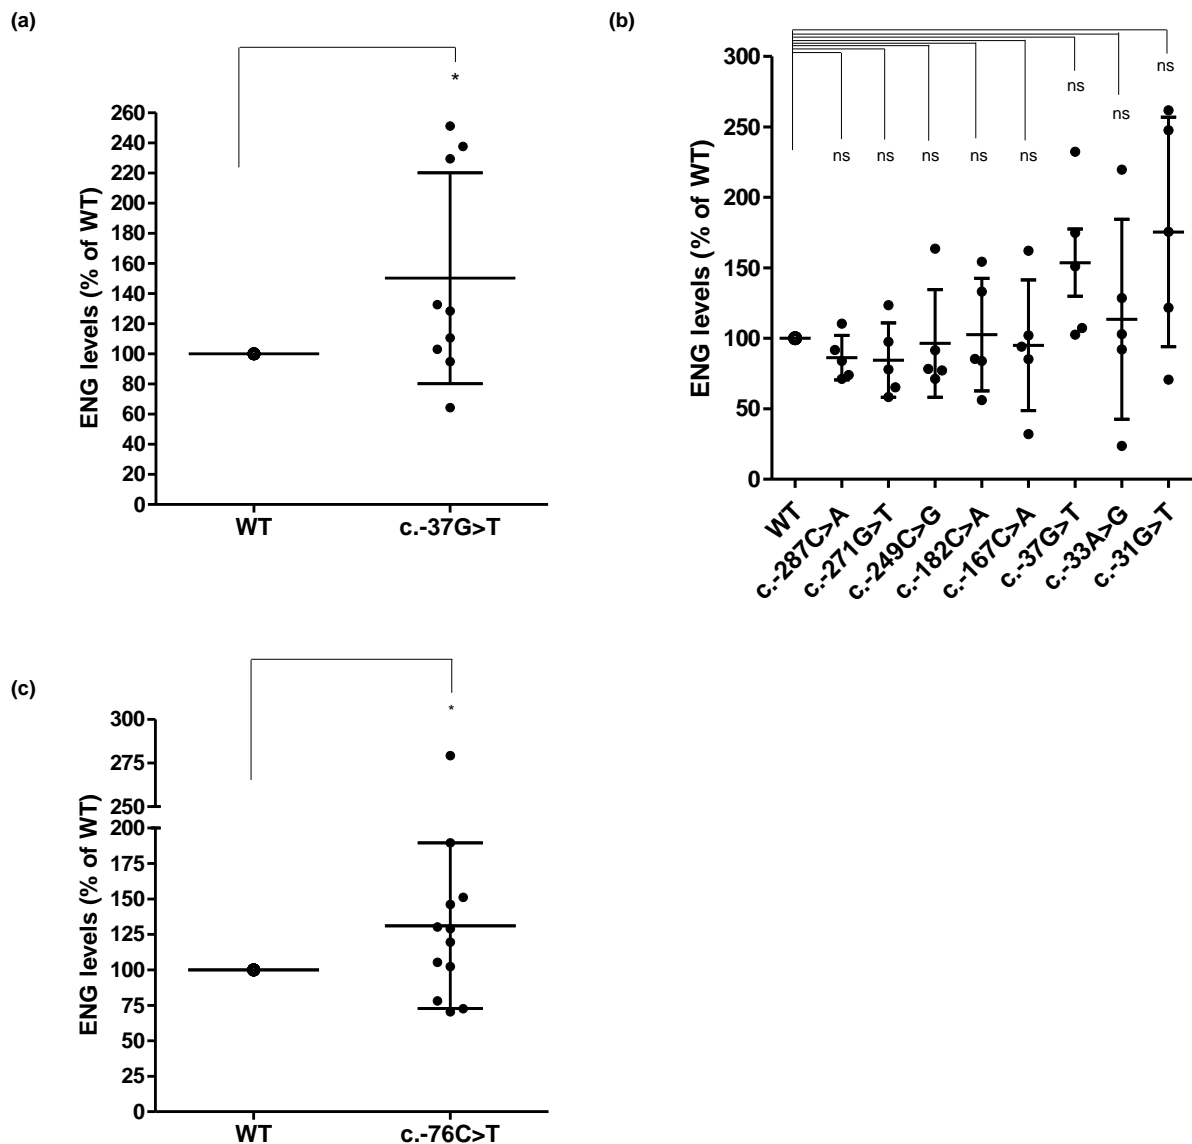 (a)
*
ENG levels (% of WT)
260
240
220
200
180
160
140
120
100
80
60
40
20
0
WT
c.-37G>T
(b)
ns
ns
ns
ns
ns
ns
ns
ns
ENG levels (% of WT)
300
250
200
150
100
50
0
WT
c.-287C>A
c.-271G>T
c.-249C>G
c.-182C>A
c.-167C>A
c.-37G>T
c.-33A>G
c.-31G>T
(c)
*
ENG levels (% of WT)
300
275
250
200
175
150
125
100
75
50
25
0
WT
c.-76C>T